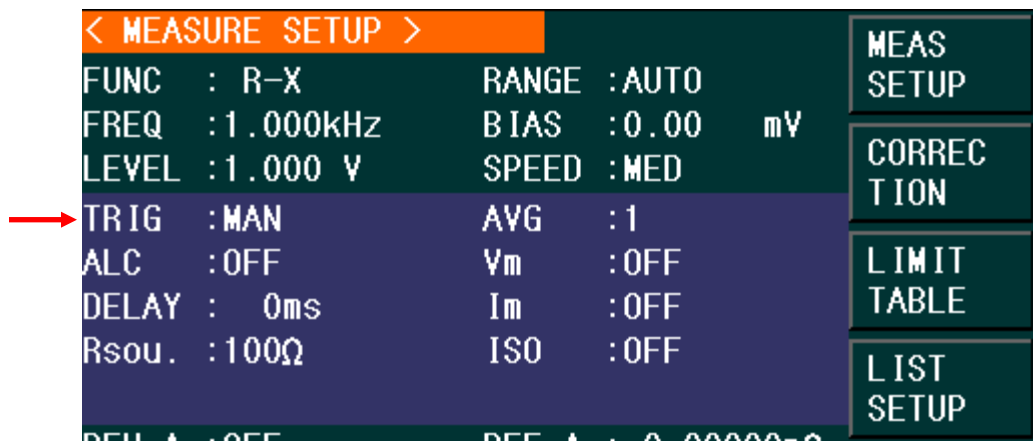 < MEASURE SETUP >
FUNC : R-X RANGE :AUTO
FREQ :1.000kHz BIAS :0.00 mV
LEVEL :1.000 V SPEED :MED
TRIG :MAN AVG :1
ALC :OFF Vm :OFF
DELAY : 0ms Im :OFF
Rsou. :100Ω ISO :OFF
MEAS
SETUP
CORREC
TION
LIMIT
TABLE
LIST
SETUP